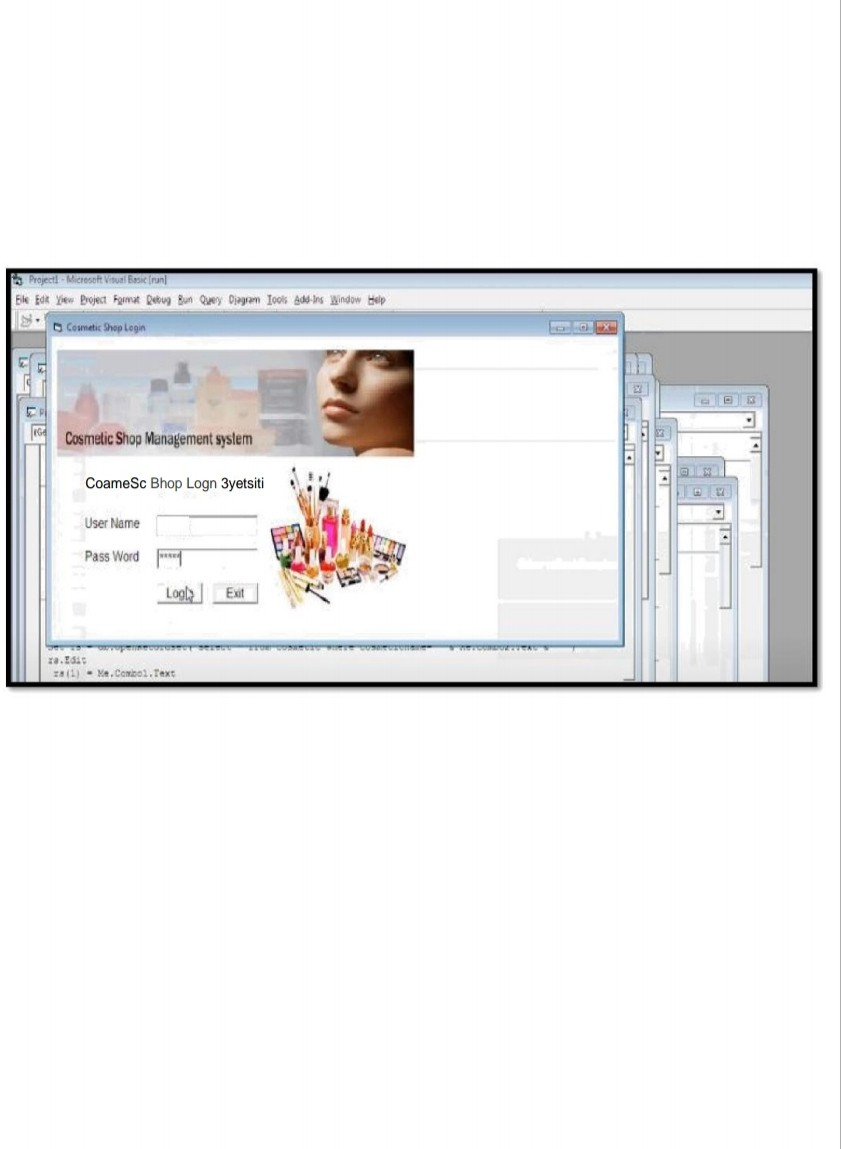 Project1 - Microsoft Visual Basic [run]
File Edit View Project Format Debug Run Query Diagram Tools Add-Ins Window Help
Cosmetic Shop Login
Cosmetic Shop Management system
CoameSc Bhop Logn 3yetsiti
User Name
Pass Word *****
Login Exit
rs.Edit
rs(1) = Me.Combo1.Text